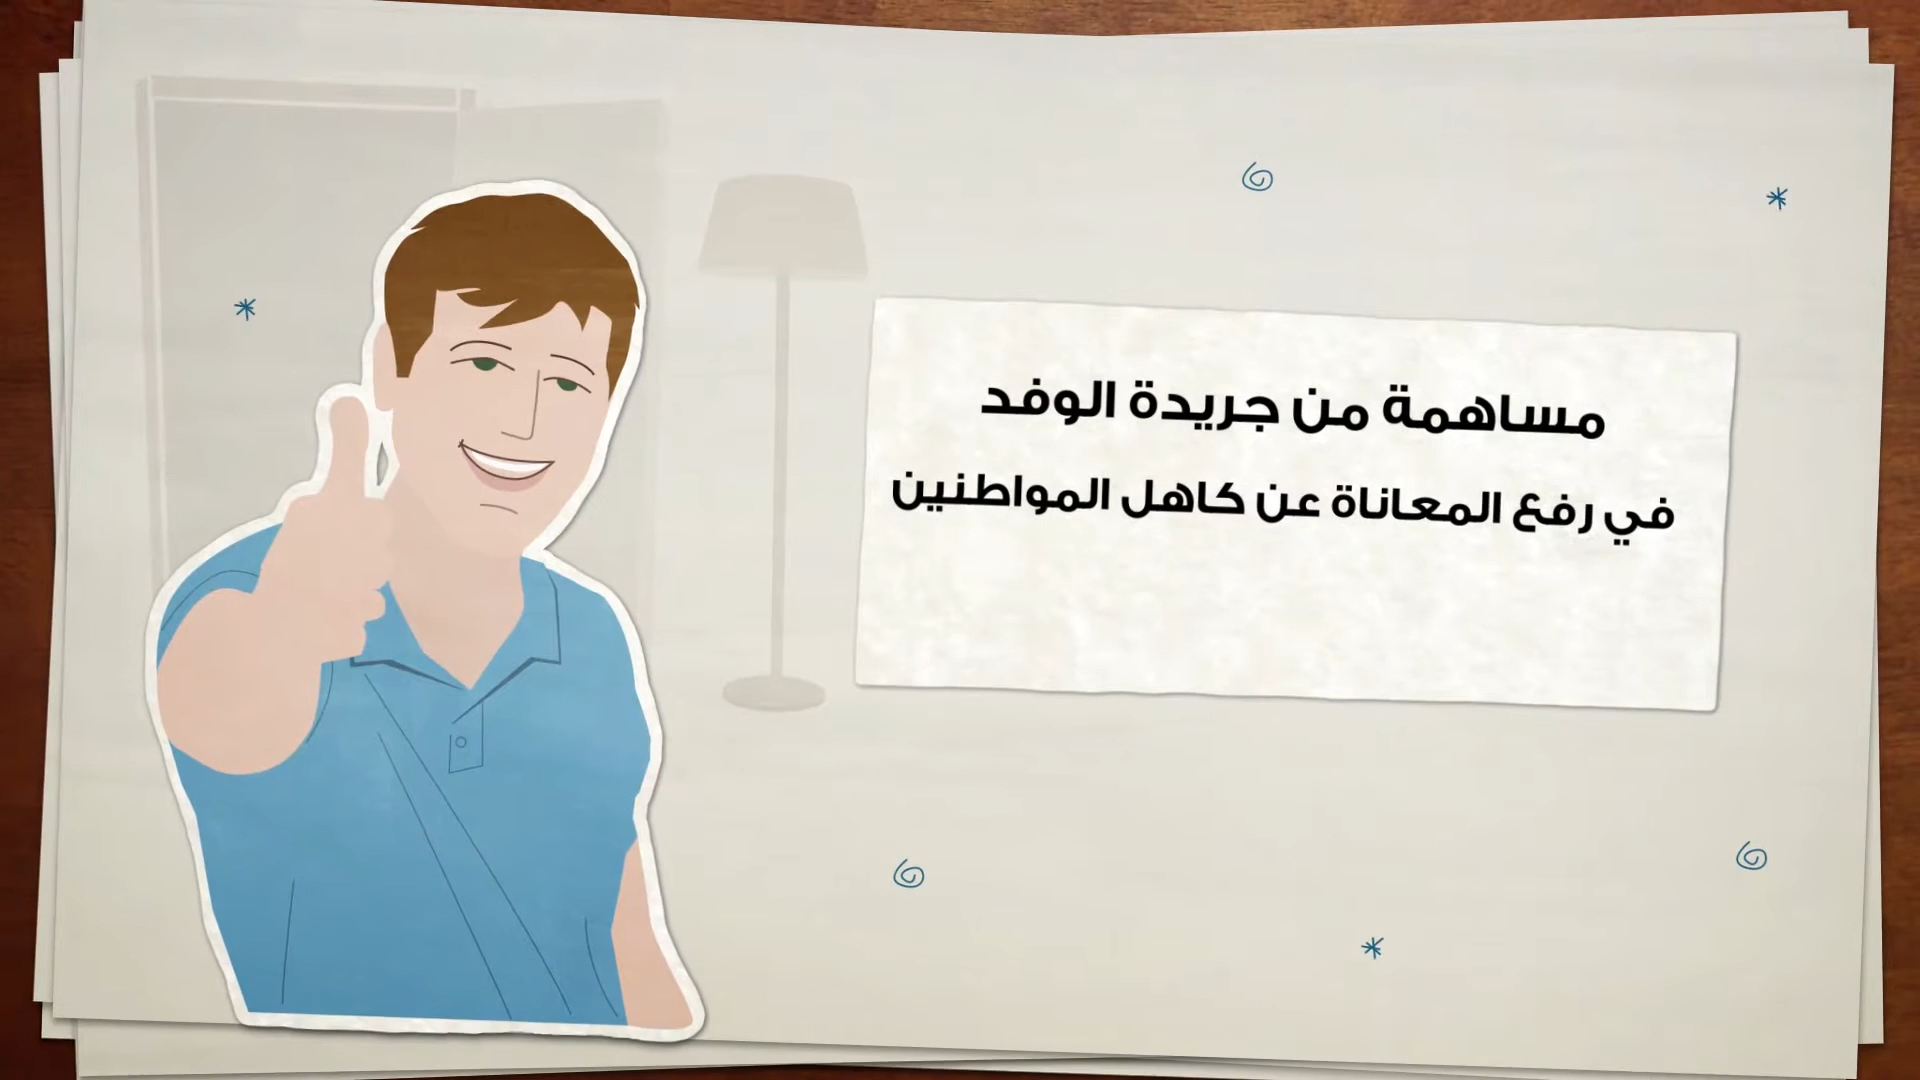 مساهمة من جريدة الوفد
في رفع المعاناة عن كاهل المواطنين